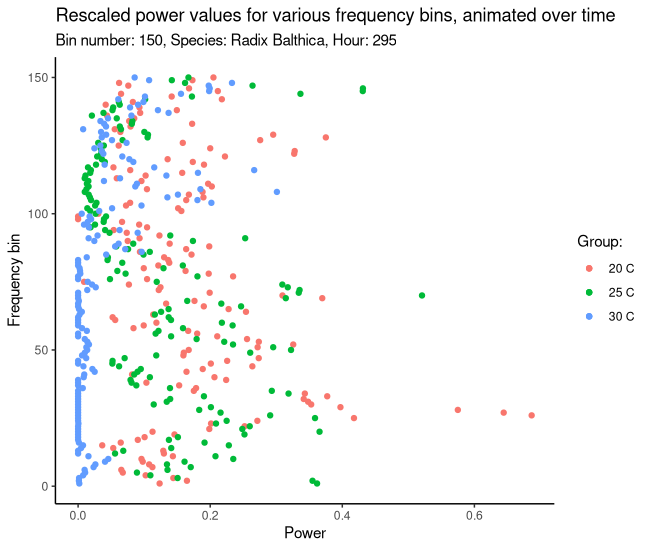 Rescaled power values for various frequency bins, animated over time
Bin number: 150, Species: Radix Balthica, Hour: 295
150
100
50
0
Frequency bin
0.0
0.2
0.4
0.6
Power
Group:
20 C
25 C
30 C